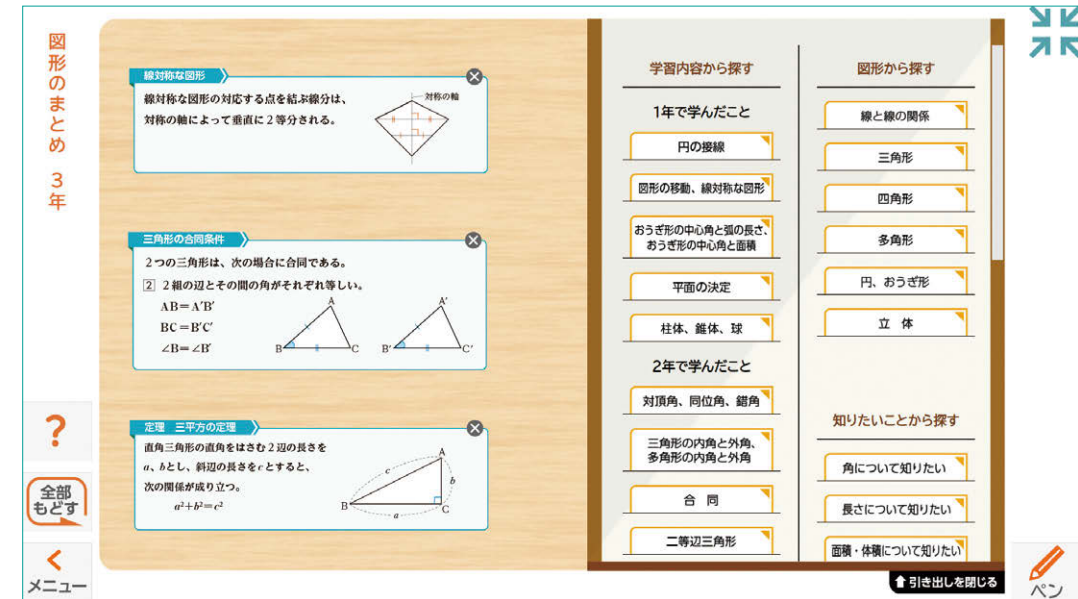 図形のまとめ 3年
線対称な図形
線対称な図形の対応する点を結ぶ線分は、
対称の軸によって垂直に2等分される。
対称の軸
三角形の合同条件
2つの三角形は、次の場合に合同である。
2 2組の辺とその間の角がそれぞれ等しい。
AB=A′B′
BC=B′C′
∠B=∠B′
A
B
C
A′
B′
C′
定理 三平方の定理
直角三角形の直角をはさむ2辺の長さを
a、bとし、斜辺の長さをcとすると、
次の関係が成り立つ。
a²+b²=c²
A
c
b
B
a
C
学習内容から探す
1年で学んだこと
円の接線
図形の移動、線対称な図形
おうぎ形の中心角と弧の長さ、
おうぎ形の中心角と面積
平面の決定
柱体、錐体、球
2年で学んだこと
対頂角、同位角、錯角
三角形の内角と外角、
多角形の内角と外角
合 同
二等辺三角形
図形から探す
線と線の関係
三角形
四角形
多角形
円、おうぎ形
立 体
知りたいことから探す
角について知りたい
長さについて知りたい
面積・体積について知りたい
引き出しを閉じる
?
全部
もどす
メニュー
ペン